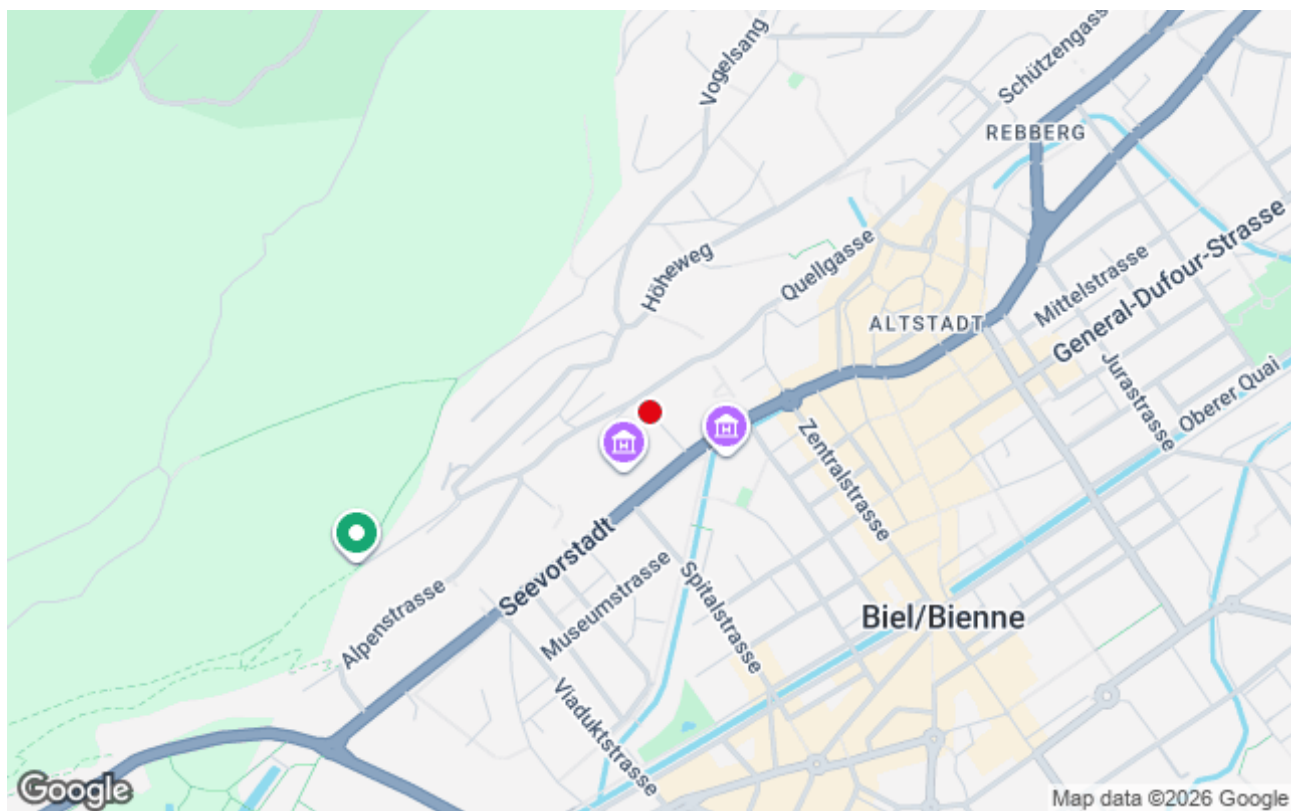 Vogelsang
Schützengass
REBBERG
Höheweg
Quellgasse
Mittelstrasse
General-Dufour-Strasse
ALTSTADT
Jurastrasse
Oberer Quai
Zentralstrasse
Seevorstadt
Museumstrasse
Spitalstrasse
Alpenstrasse
Biel/Bienne
Viaduktstrasse
Google
Map data ©2026 Google